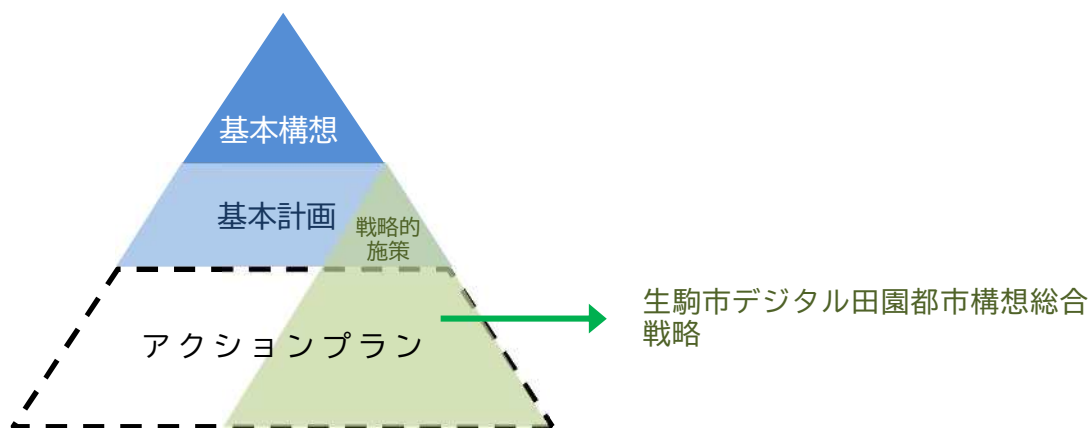 基本構想
基本計画
戦略的
施策
アクションプラン
生駒市デジタル田園都市構想総合
戦略